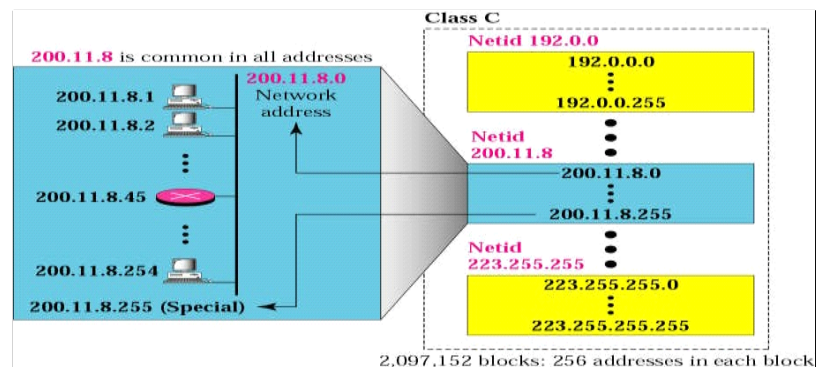 Class C
200.11.8 is common in all addresses
200.11.8.0
Network
address
200.11.8.1
200.11.8.2
200.11.8.45
200.11.8.254
200.11.8.255 (Special)
Netid 192.0.0
192.0.0.0
192.0.0.255
Netid
200.11.8
200.11.8.0
200.11.8.255
Netid
223.255.255
223.255.255.0
223.255.255.255
2,097,152 blocks: 256 addresses in each block